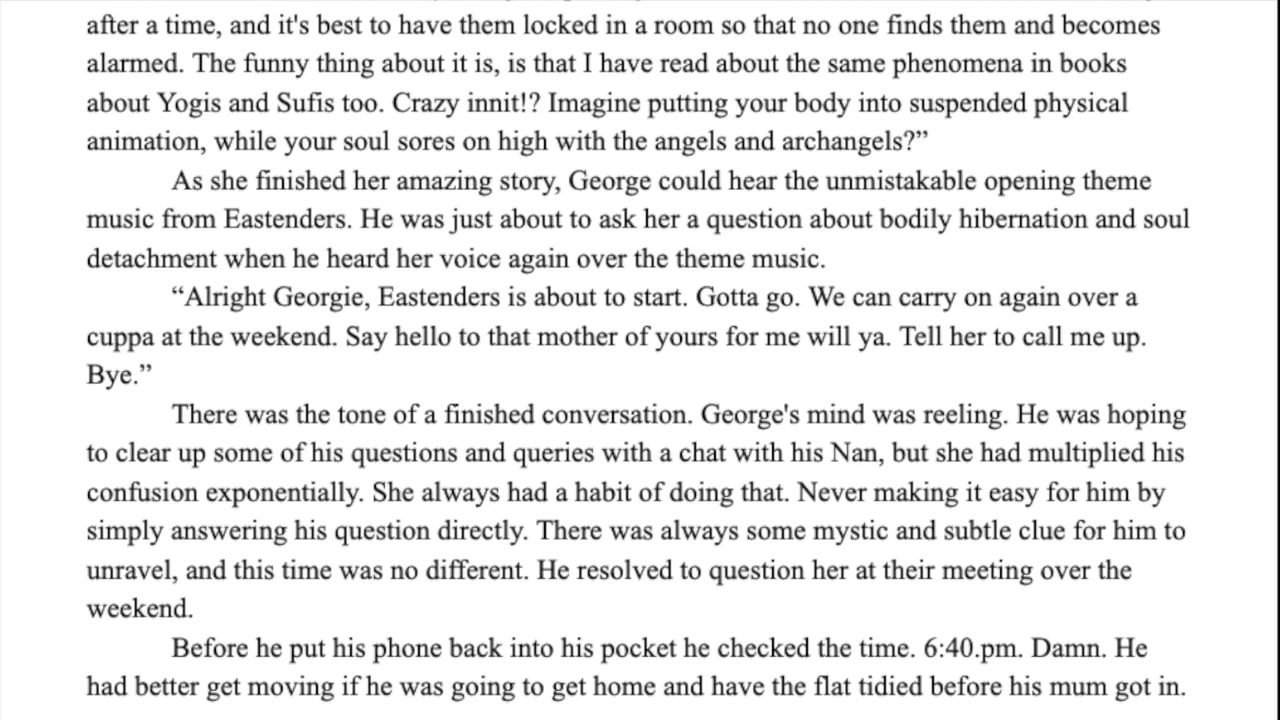 after a time, and it's best to have them locked in a room so that no one finds them and becomes
alarmed. The funny thing about it is, is that I have read about the same phenomena in books
about Yogis and Sufis too. Crazy innit!? Imagine putting your body into suspended physical
animation, while your soul sores on high with the angels and archangels?”
As she finished her amazing story, George could hear the unmistakable opening theme
music from Eastenders. He was just about to ask her a question about bodily hibernation and soul
detachment when he heard her voice again over the theme music.
“Alright Georgie, Eastenders is about to start. Gotta go. We can carry on again over a
cuppa at the weekend. Say hello to that mother of yours for me will ya. Tell her to call me up.
Bye.”
There was the tone of a finished conversation. George's mind was reeling. He was hoping
to clear up some of his questions and queries with a chat with his Nan, but she had multiplied his
confusion exponentially. She always had a habit of doing that. Never making it easy for him by
simply answering his question directly. There was always some mystic and subtle clue for him to
unravel, and this time was no different. He resolved to question her at their meeting over the
weekend.
Before he put his phone back into his pocket he checked the time. 6:40.pm. Damn. He
had better get moving if he was going to get home and have the flat tidied before his mum got in.